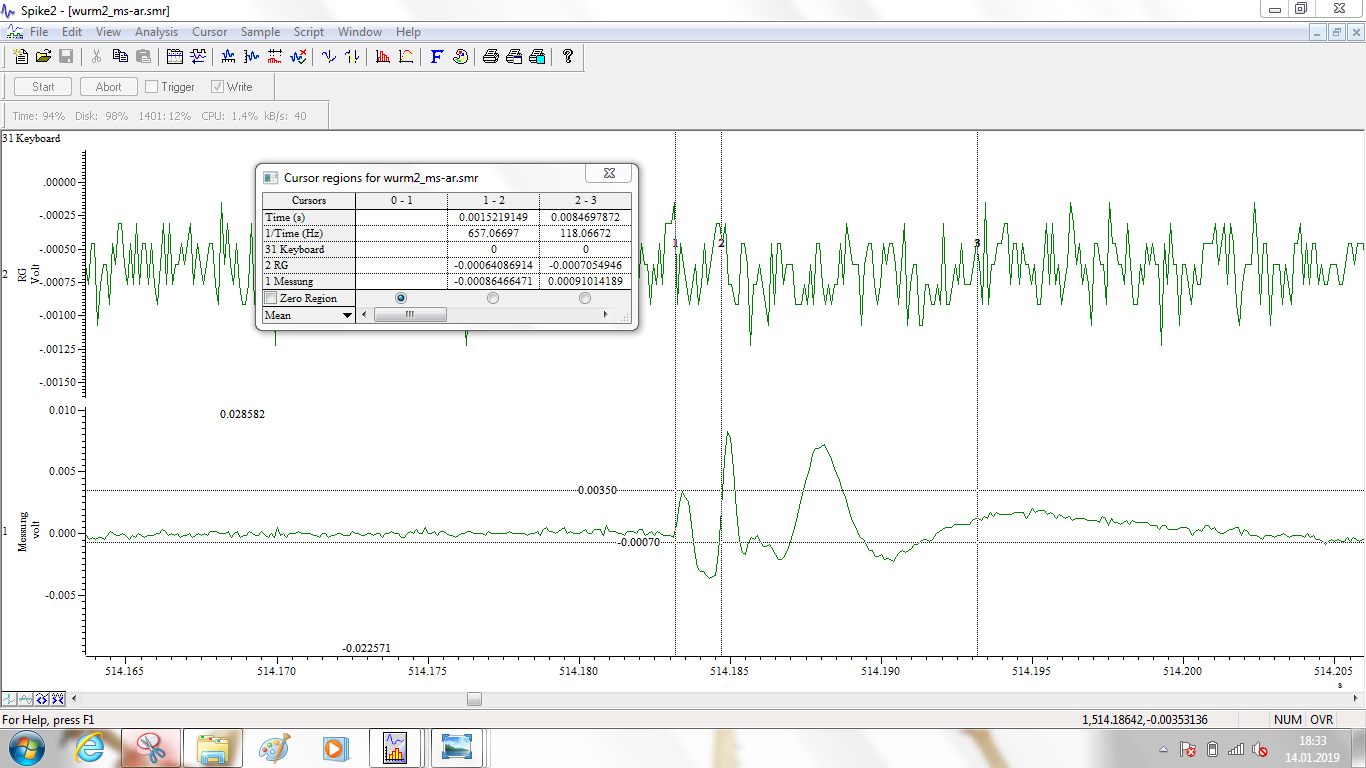 Spike2 - [wurm2_ms-ar.smr]
File Edit View Analysis Cursor Sample Script Window Help
Start Abort Trigger Write
Time: 94% Disk: 98% 1401: 12% CPU: 1.4% kB/s: 40
31 Keyboard
Cursor regions for wurm2_ms-ar.smr
Cursors 0 - 1 1 - 2 2 - 3
Time (s) 0.0015219149 0.0084697872
1/Time (Hz) 657.06697 118.06672
31 Keyboard 0 0
2 RG -0.00064086914 -0.0007054946
1 Messung -0.00086466471 0.00091014189
Zero Region
Mean
.00000
-.00025
-.00050
-.00075
-.00100
-.00125
-.00150
2
RG
Volt
1 2 3
0.010
0.005
0.000
-0.005
1
Messung
volt
0.028582
0.00350
-0.00070
-0.022571
514.165 514.170 514.175 514.180 514.185 514.190 514.195 514.200 514.205
s
For Help, press F1
1,514.18642,-0.00353136 NUM OVR
18:33
14.01.2019